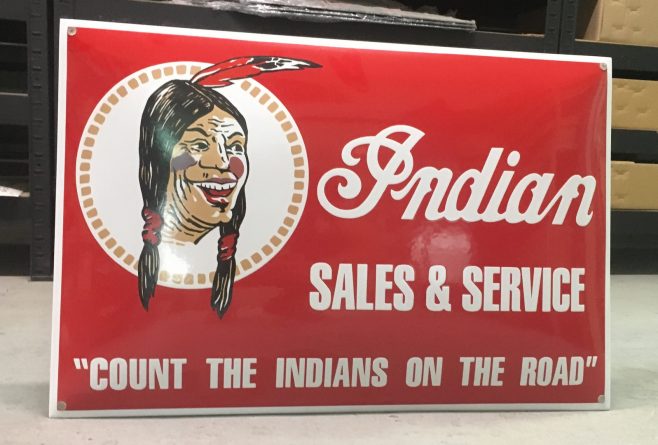 Indian
SALES & SERVICE
"COUNT THE INDIANS ON THE ROAD"